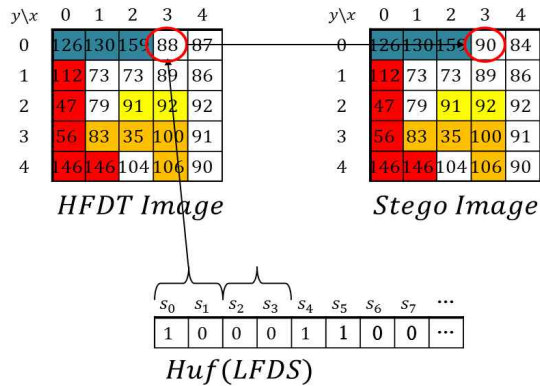 y\x 0 1 2 3 4 y\x 0 1 2 3 4
0 126 130 159 88 87 0 126 130 159 90 84
1 112 73 73 89 86 1 112 73 73 89 86
2 47 79 91 92 92 2 47 79 91 92 92
3 56 83 35 100 91 3 56 83 35 100 91
4 146 146 104 106 90 4 146 146 104 106 90
HFDT Image Stego Image
s0 s1 s2 s3 s4 s5 s6 s7 ...
1 0 0 0 1 1 0 0 ...
Huf(LFDS)